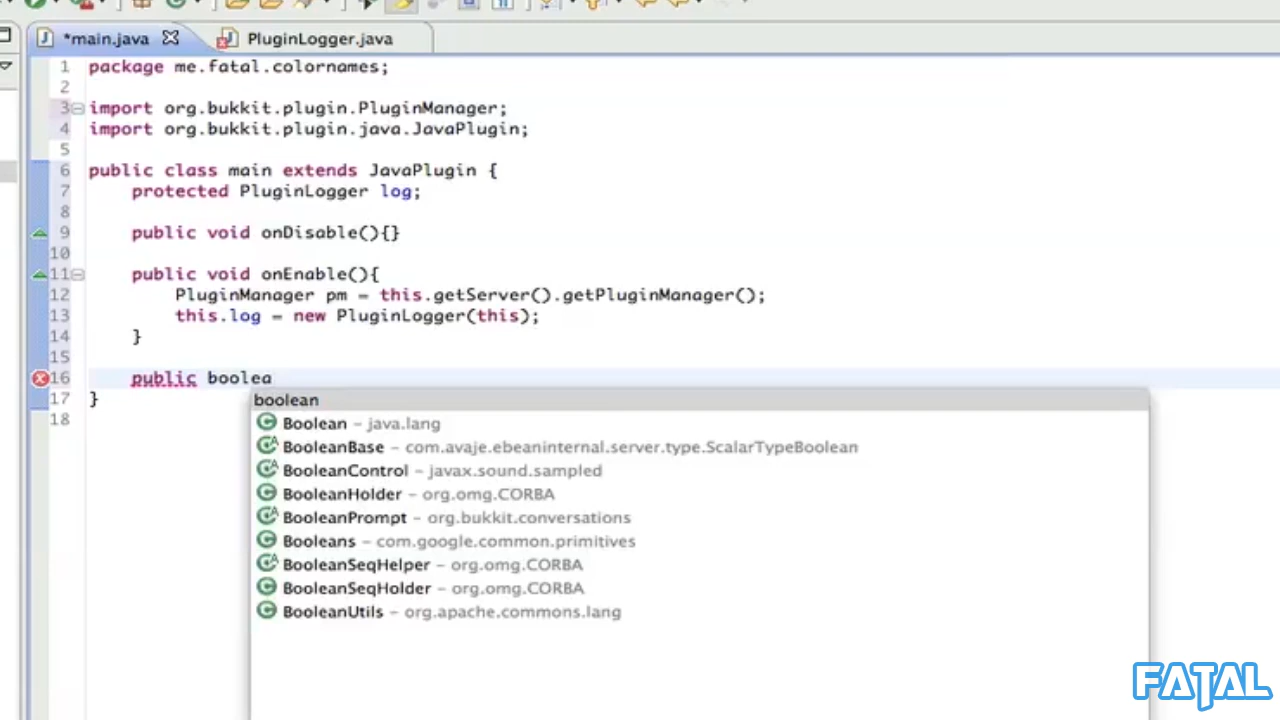 *main.java
PluginLogger.java
1 package me.fatal.colornames;
2
3 import org.bukkit.plugin.PluginManager;
4 import org.bukkit.plugin.java.JavaPlugin;
5
6 public class main extends JavaPlugin {
7 protected PluginLogger log;
8
9 public void onDisable(){}
10
11 public void onEnable(){
12 PluginManager pm = this.getServer().getPluginManager();
13 this.log = new PluginLogger(this);
14 }
15
16 public boolea
17 }
18
boolean
Boolean - java.lang
BooleanBase - com.avaje.ebeaninternal.server.type.ScalarTypeBoolean
BooleanControl - javax.sound.sampled
BooleanHolder - org.omg.CORBA
BooleanPrompt - org.bukkit.conversations
Booleans - com.google.common.primitives
BooleanSeqHelper - org.omg.CORBA
BooleanSeqHolder - org.omg.CORBA
BooleanUtils - org.apache.commons.lang
FATAL